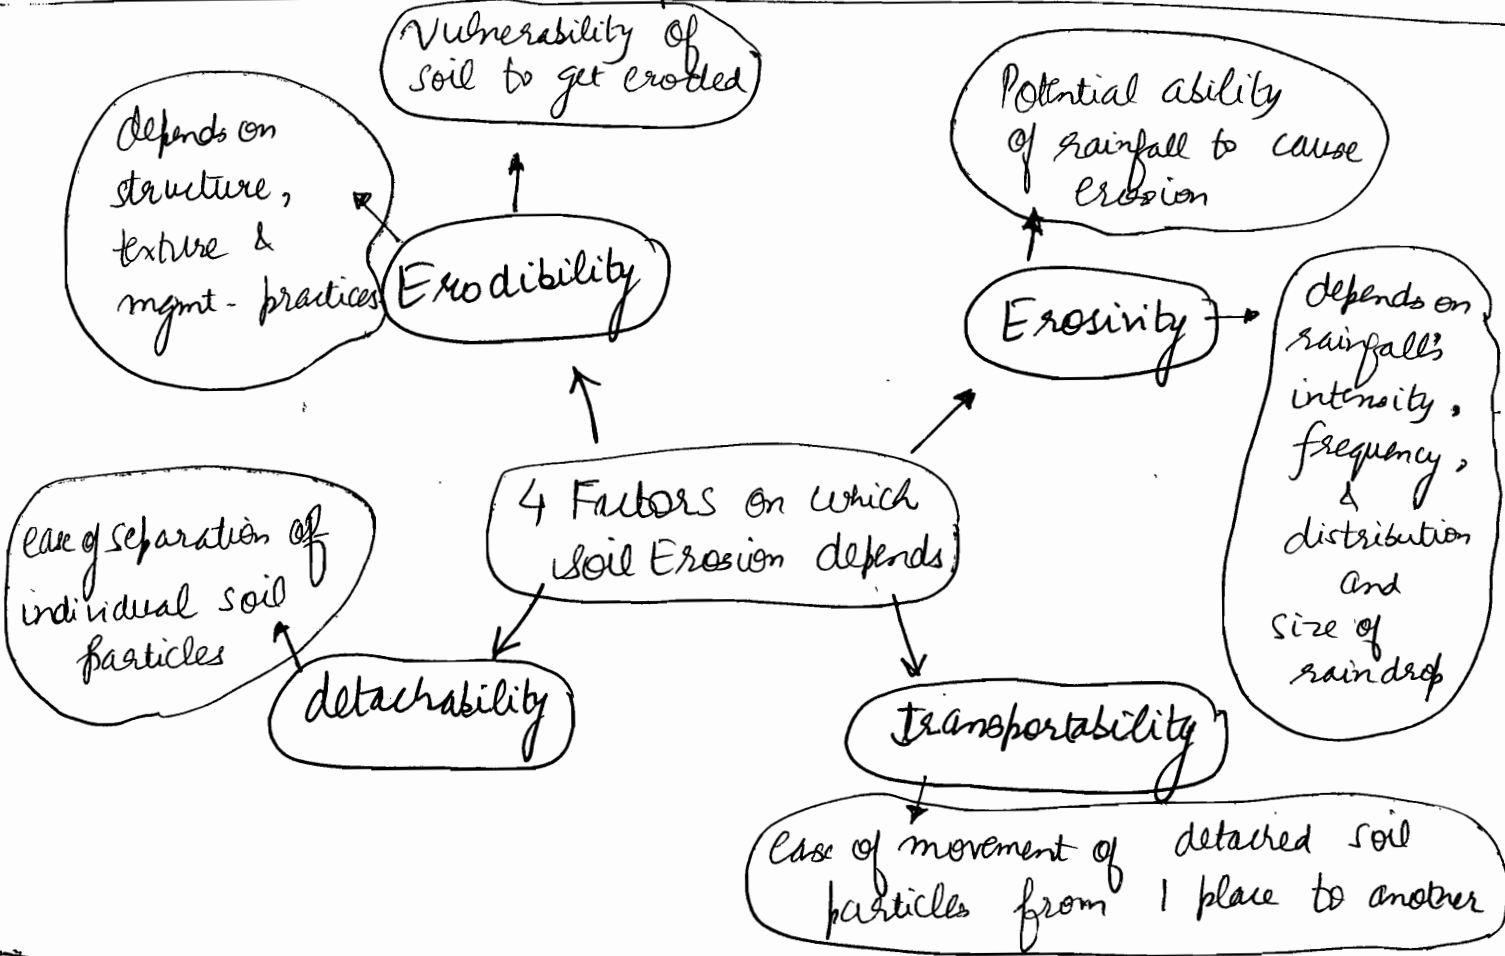 Vulnerability of
soil to get eroded
depends on
structure,
texture &
mgmt- practices
Erodibility
Potential ability
of rainfall to cause
erosion
Erosivity
depends on
rainfall's
intensity,
frequency,
&
distribution
and
size of
raindrop
4 Factors on which
soil Erosion depends
ease of separation of
individual soil
particles
detachability
transportability
ease of movement of detached soil
particles from 1 place to another